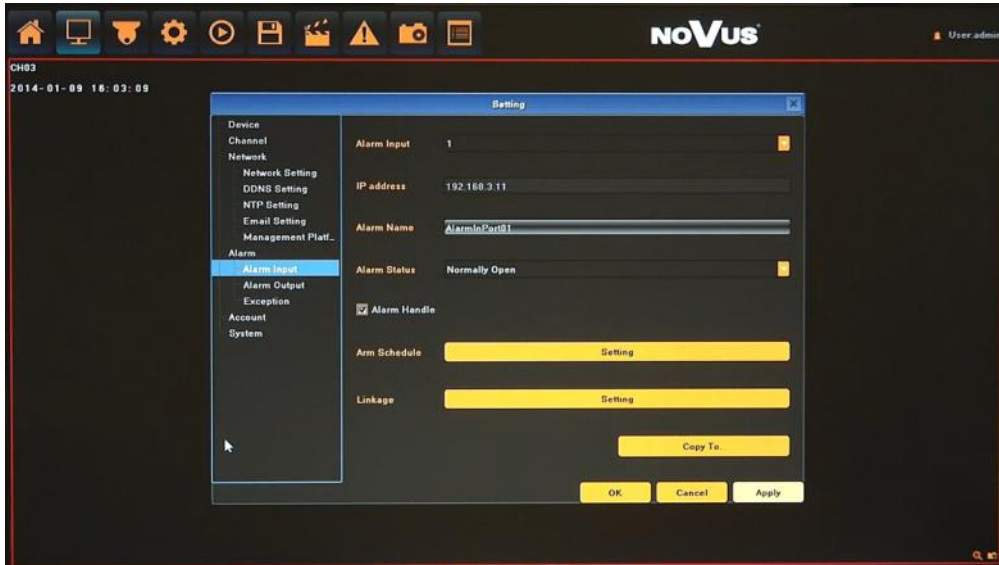 NOVUS
User:admin
CH03
2014-01-09 16:03:09
Setting
Device
Channel
Network
Network Setting
DDNS Setting
NTP Setting
Email Setting
Management Platf..
Alarm
Alarm Input
Alarm Output
Exception
Account
System
Alarm Input 1
IP address 192.168.3.11
Alarm Name AlarmInPort01
Alarm Status Normally Open
Alarm Handle
Arm Schedule Setting
Linkage Setting
Copy To.
OK Cancel Apply